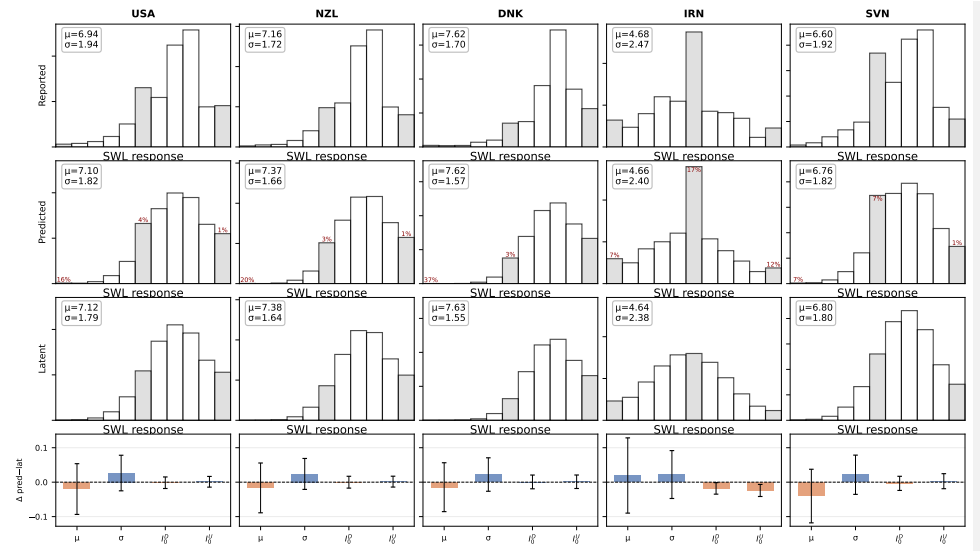 USA NZL DNK IRN SVN
Reported
μ=6.94
σ=1.94
μ=7.16
σ=1.72
μ=7.62
σ=1.70
μ=4.68
σ=2.47
μ=6.60
σ=1.92
SWL response SWL response SWL response SWL response SWL response
Predicted
μ=7.10
σ=1.82
16% 4% 1%
μ=7.37
σ=1.66
20% 3% 1%
μ=7.62
σ=1.57
37% 3%
μ=4.66
σ=2.40
7% 17% 12%
μ=6.76
σ=1.82
7% 7% 1%
SWL response SWL response SWL response SWL response SWL response
Latent
μ=7.12
σ=1.79
μ=7.38
σ=1.64
μ=7.63
σ=1.55
μ=4.64
σ=2.38
μ=6.80
σ=1.80
SWL response SWL response SWL response SWL response SWL response
Δ pred−lat
0.1
0.0
−0.1
μ σ μ σ μ σ μ σ μ σ